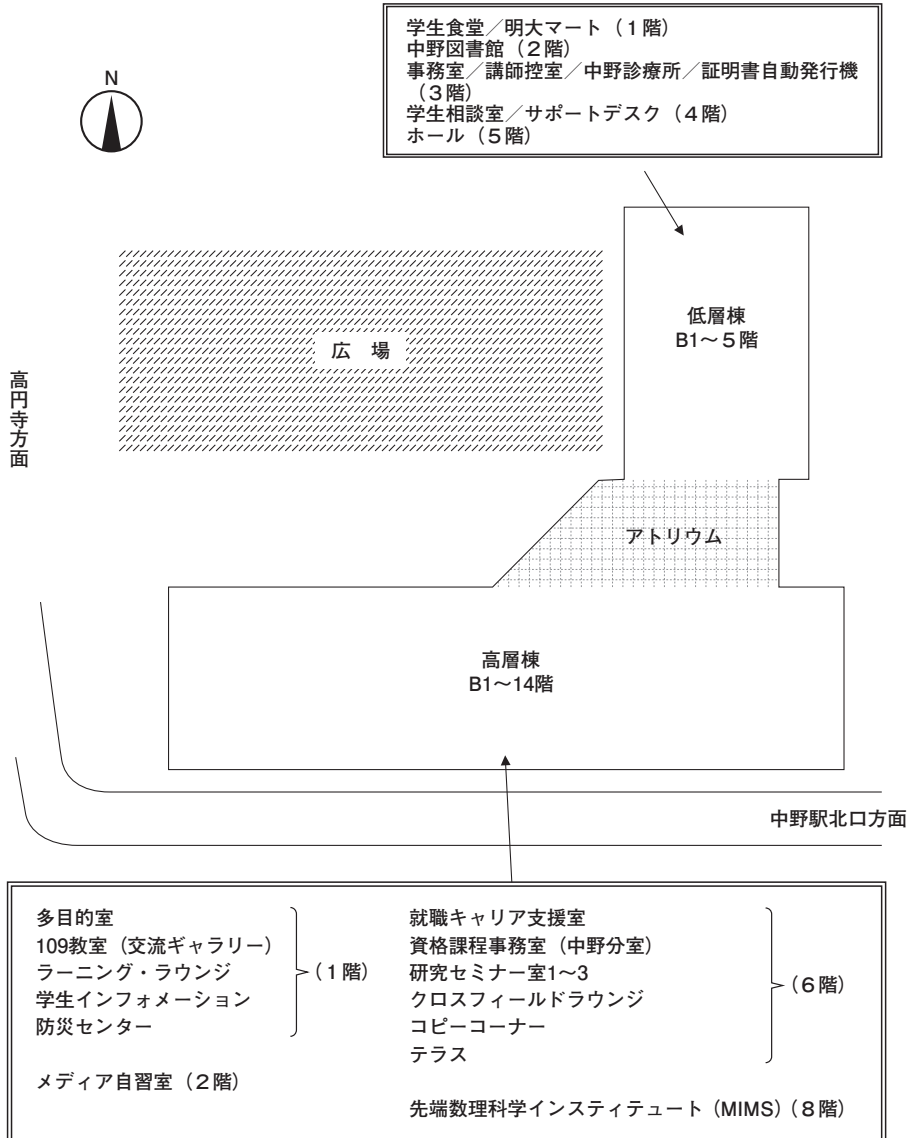 学生食堂／明大マート（１階）
中野図書館（２階）
事務室／講師控室／中野診療所／証明書自動発行機
（３階）
学生相談室／サポートデスク（４階）
ホール（５階）
N
低層棟
B1〜５階
広　場
高円寺方面
アトリウム
高層棟
B1〜14階
中野駅北口方面
多目的室
109教室（交流ギャラリー）
ラーニング・ラウンジ
学生インフォメーション
防災センター
（１階）
メディア自習室（２階）
就職キャリア支援室
資格課程事務室（中野分室）
研究セミナー室1〜3
クロスフィールドラウンジ
コピーコーナー
テラス
（６階）
先端数理科学インスティテュート（MIMS）（８階）